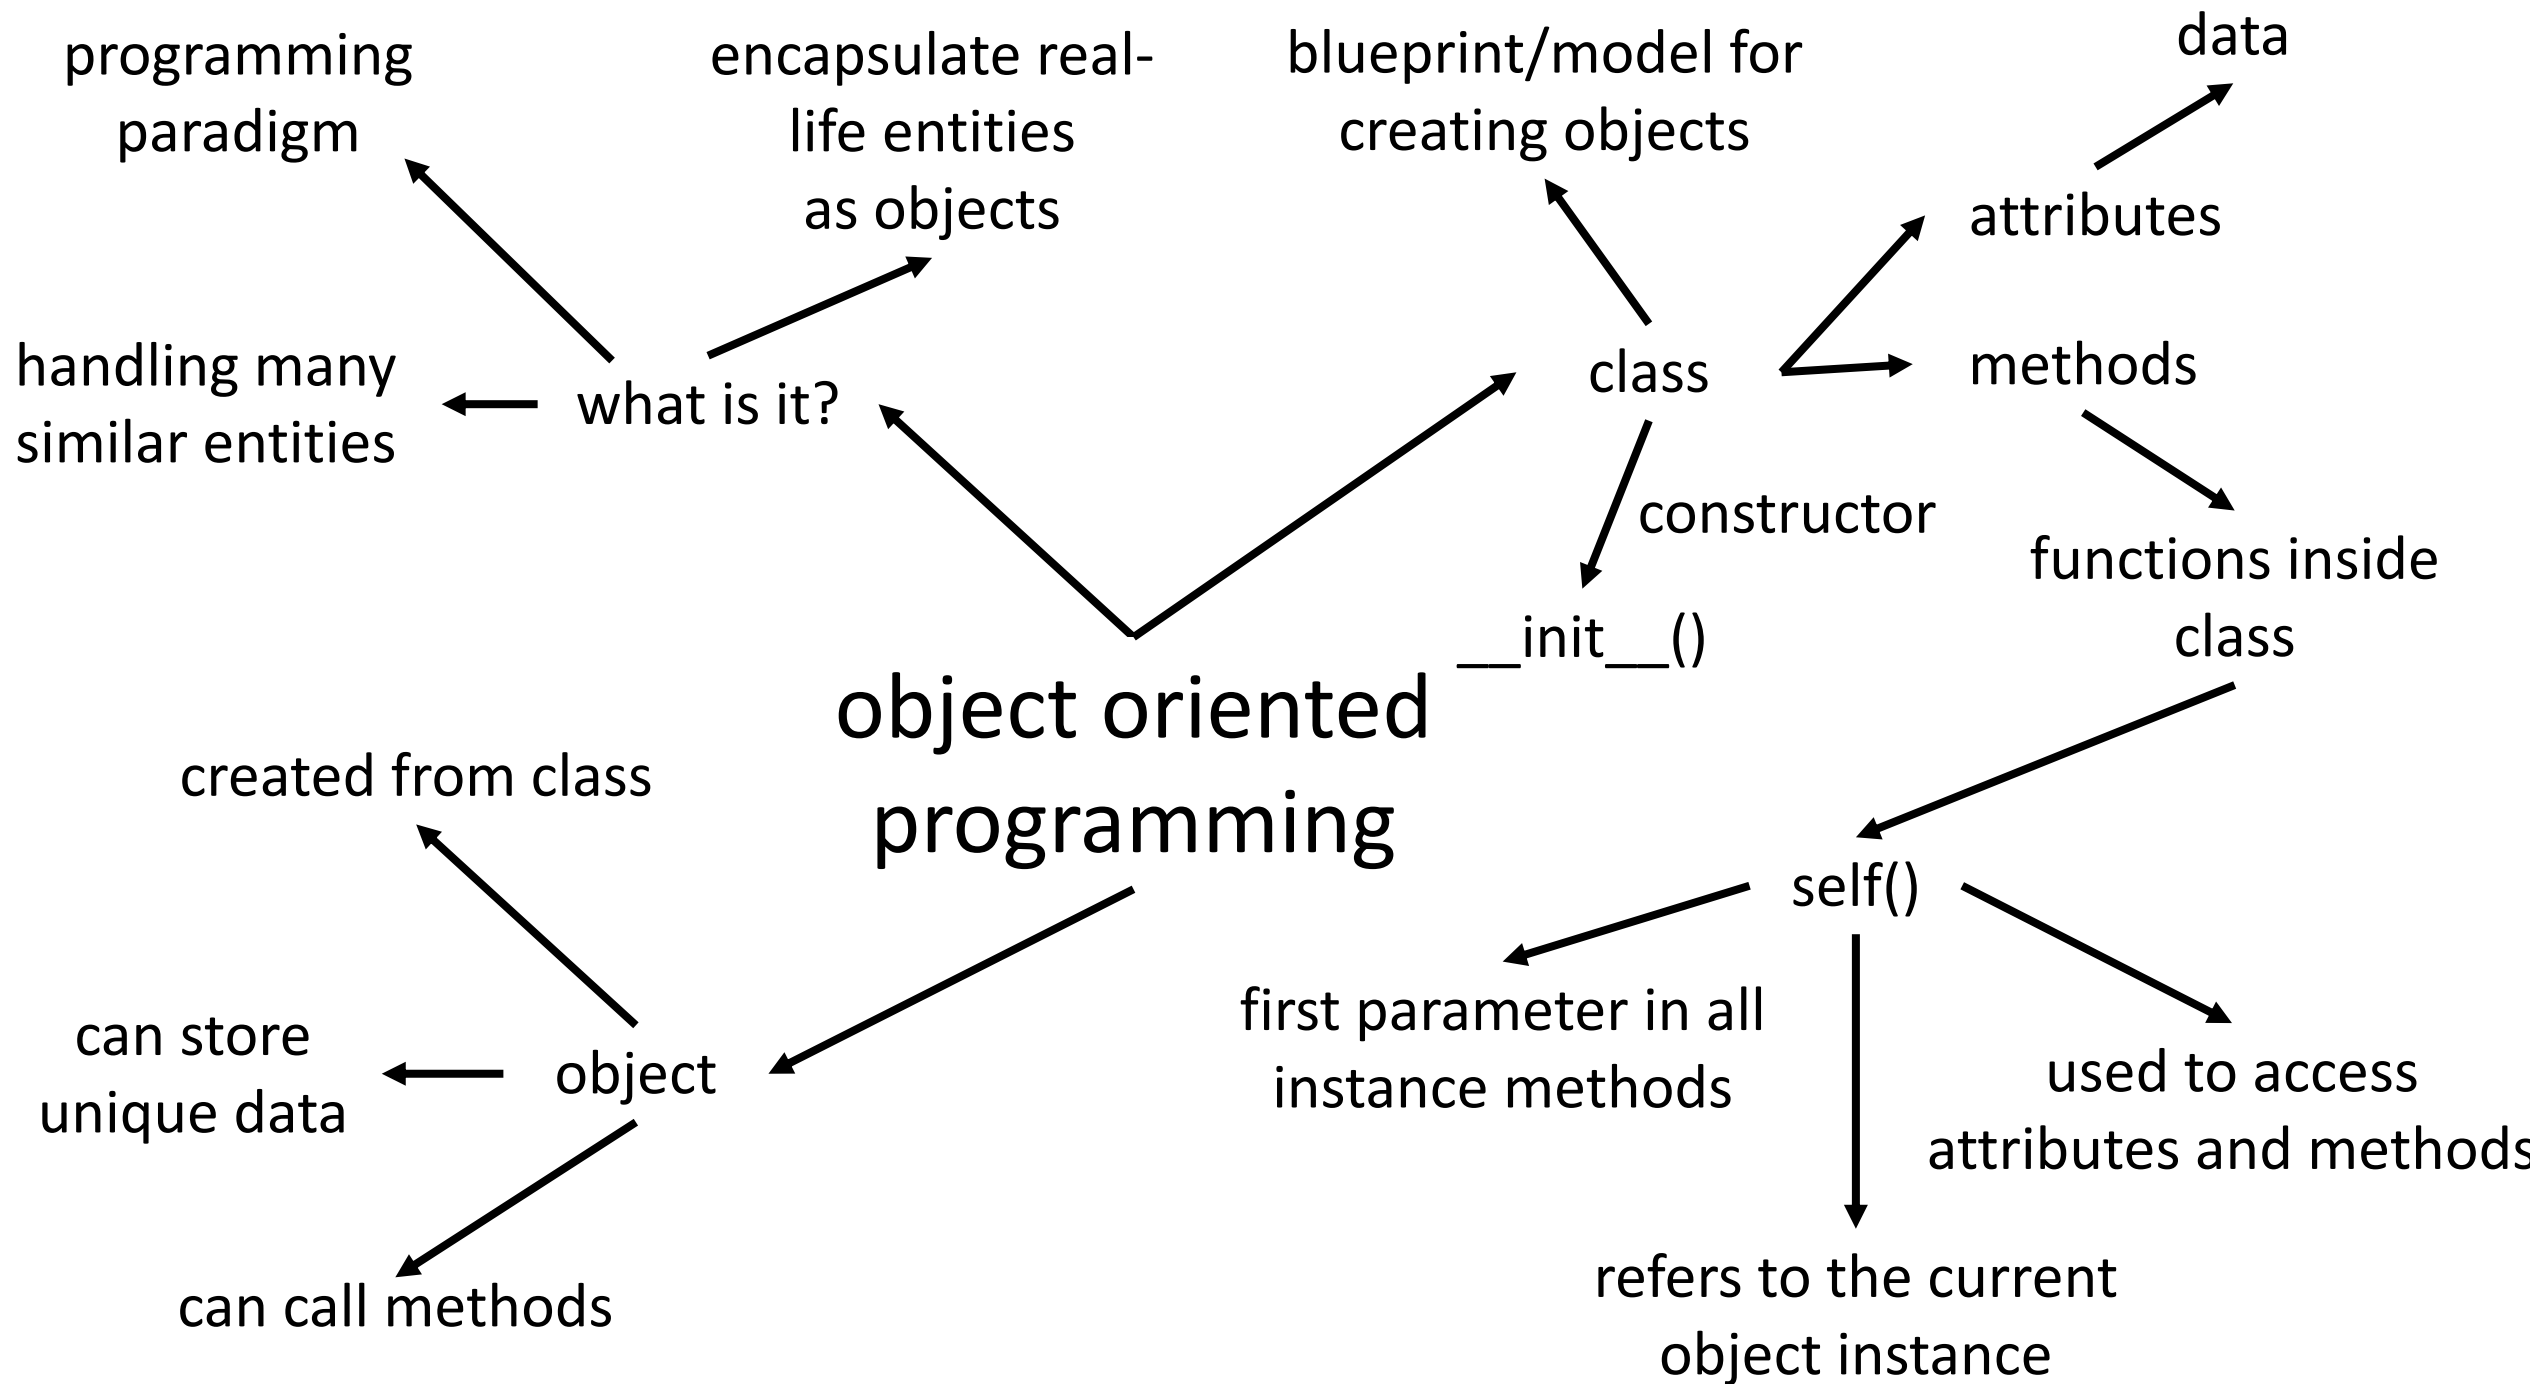 programming
paradigm
encapsulate real-
life entities
as objects
handling many
similar entities
what is it?
blueprint/model for
creating objects
data
attributes
class
methods
constructor
__init__()
functions inside
class
object oriented
programming
created from class
can store
unique data
object
can call methods
self()
first parameter in all
instance methods
used to access
attributes and methods
refers to the current
object instance